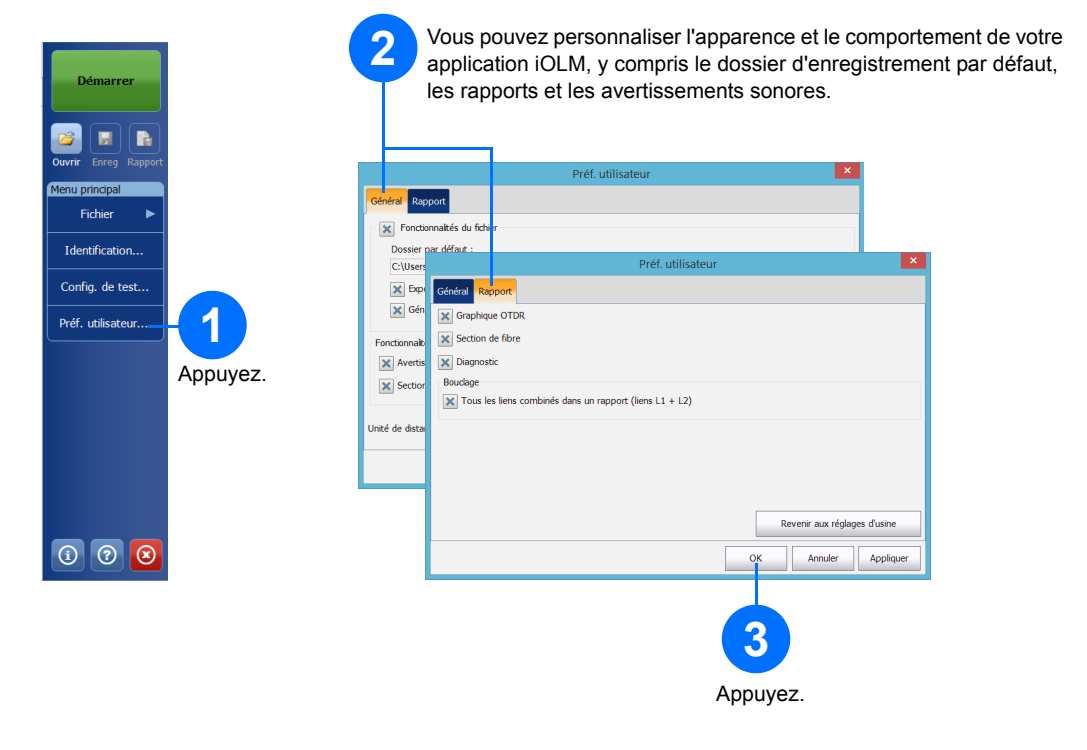 2
Vous pouvez personnaliser l'apparence et le comportement de votre
application iOLM, y compris le dossier d'enregistrement par défaut,
les rapports et les avertissements sonores.
Démarrer
Ouvrir Enreg Rapport
Menu principal
Fichier
Identification...
Config. de test...
Préf. utilisateur...
1
Appuyez.
Préf. utilisateur
Général Rapport
Fonctionnalités du fichier
Dossier par défaut :
C:\Users
Unité de
Préf. utilisateur
Général Rapport
Graphique OTDR
Section de fibre
Diagnostic
Bouclage
Tous les liens combinés dans un rapport (liens L1 + L2)
Revenir aux réglages d'usine
OK Annuler Appliquer
3
Appuyez.